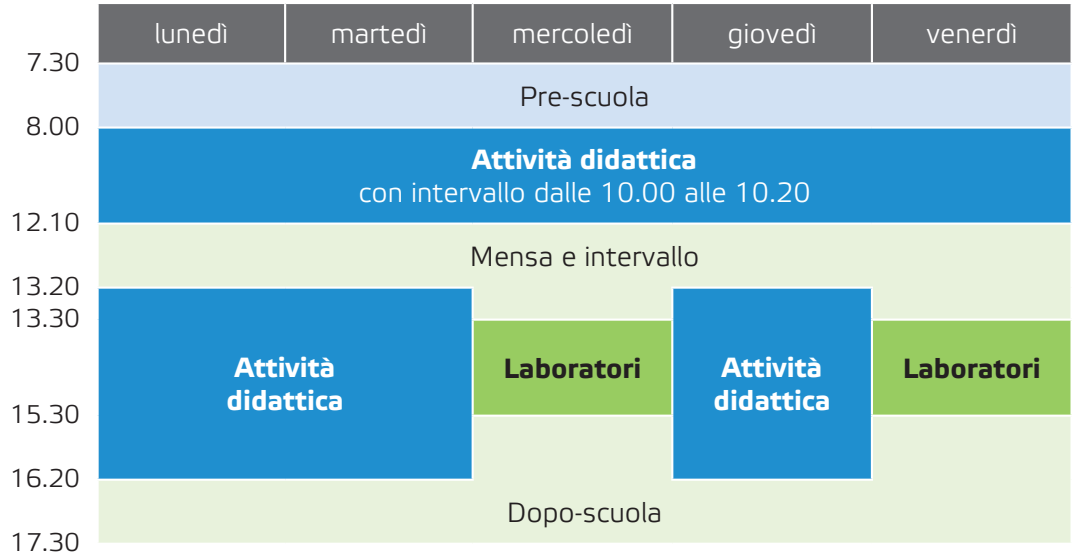 lunedì martedì mercoledì giovedì venerdì
7.30
Pre-scuola
8.00
Attività didattica
con intervallo dalle 10.00 alle 10.20
12.10
Mensa e intervallo
13.20
13.30
Attività
didattica
Laboratori
Attività
didattica
Laboratori
15.30
16.20
Dopo-scuola
17.30